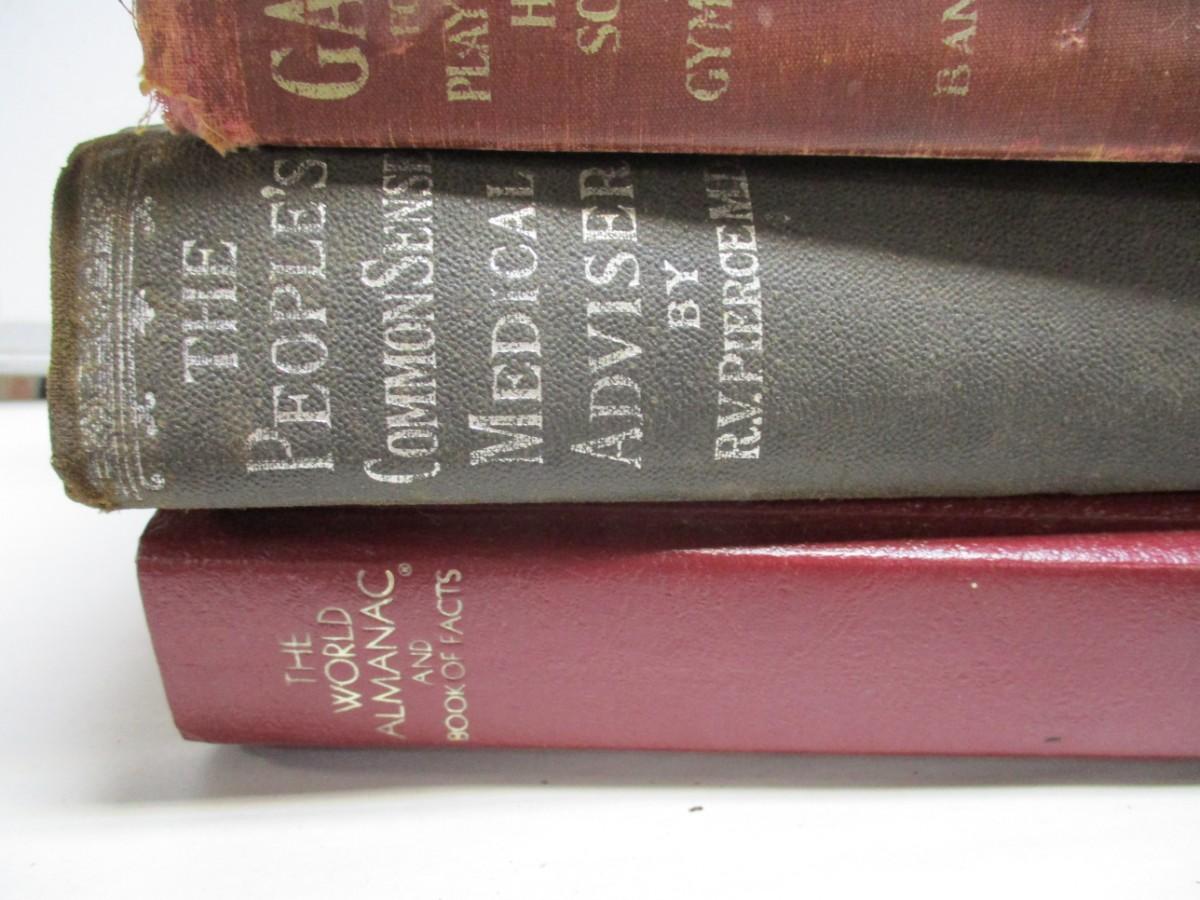 GA
PLAY
H
SC
GYM
BAN
THE
PEOPLE'S
COMMON SENSE
MEDICAL
ADVISER
BY
R.V. PIERCE M.D
THE
WORLD
ALMANAC®
AND
BOOK OF FACTS